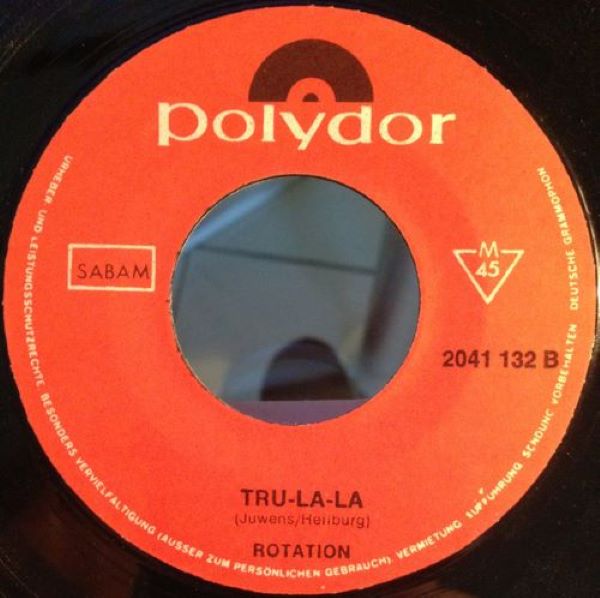 polydor
SABAM
M
45
2041 132 B
TRU-LA-LA
(Juwens/Heilburg)
ROTATION
URHEBER- UND LEISTUNGSSCHUTZRECHTE BESONDERS VERVIELFÄLTIGUNG (AUSSER ZUM PERSÖNLICHEN GEBRAUCH), VERMIETUNG, AUFFÜHRUNG, SENDUNG VORBEHALTEN DEUTSCHE GRAMMOPHON